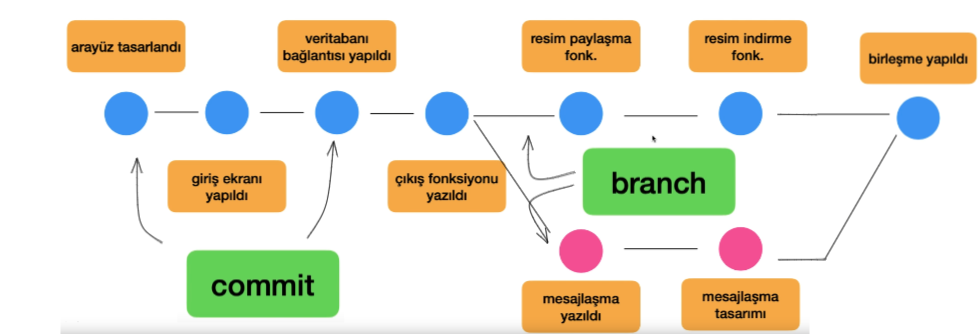 arayüz tasarlandı
veritabanı
bağlantısı yapıldı
resim paylaşma
fonk.
resim indirme
fonk.
birleşme yapıldı
giriş ekranı
yapıldı
çıkış fonksiyonu
yazıldı
branch
commit
mesajlaşma
yazıldı
mesajlaşma
tasarımı